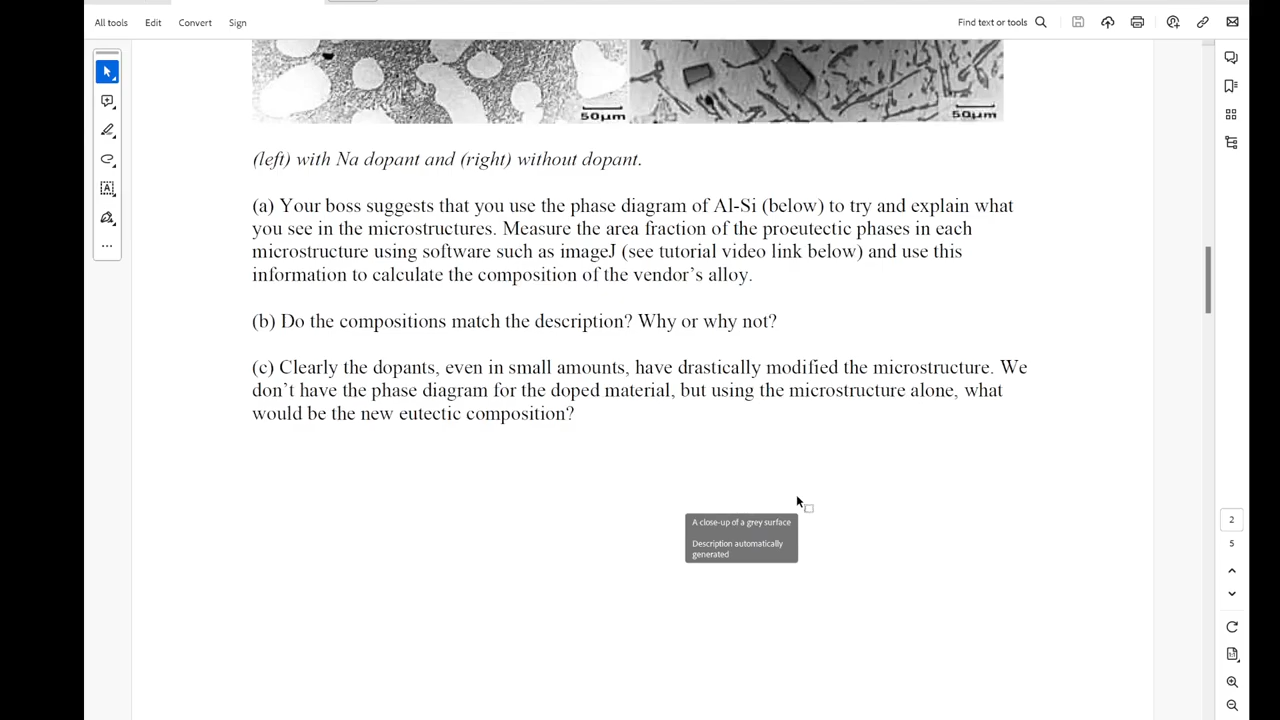 All tools Edit Convert Sign Find text or tools
50µm 50µm
(left) with Na dopant and (right) without dopant.
(a) Your boss suggests that you use the phase diagram of Al-Si (below) to try and explain what
you see in the microstructures. Measure the area fraction of the proeutectic phases in each
microstructure using software such as imageJ (see tutorial video link below) and use this
information to calculate the composition of the vendor’s alloy.
(b) Do the compositions match the description? Why or why not?
(c) Clearly the dopants, even in small amounts, have drastically modified the microstructure. We
don’t have the phase diagram for the doped material, but using the microstructure alone, what
would be the new eutectic composition?
A close-up of a grey surface
Description automatically
generated
2
5